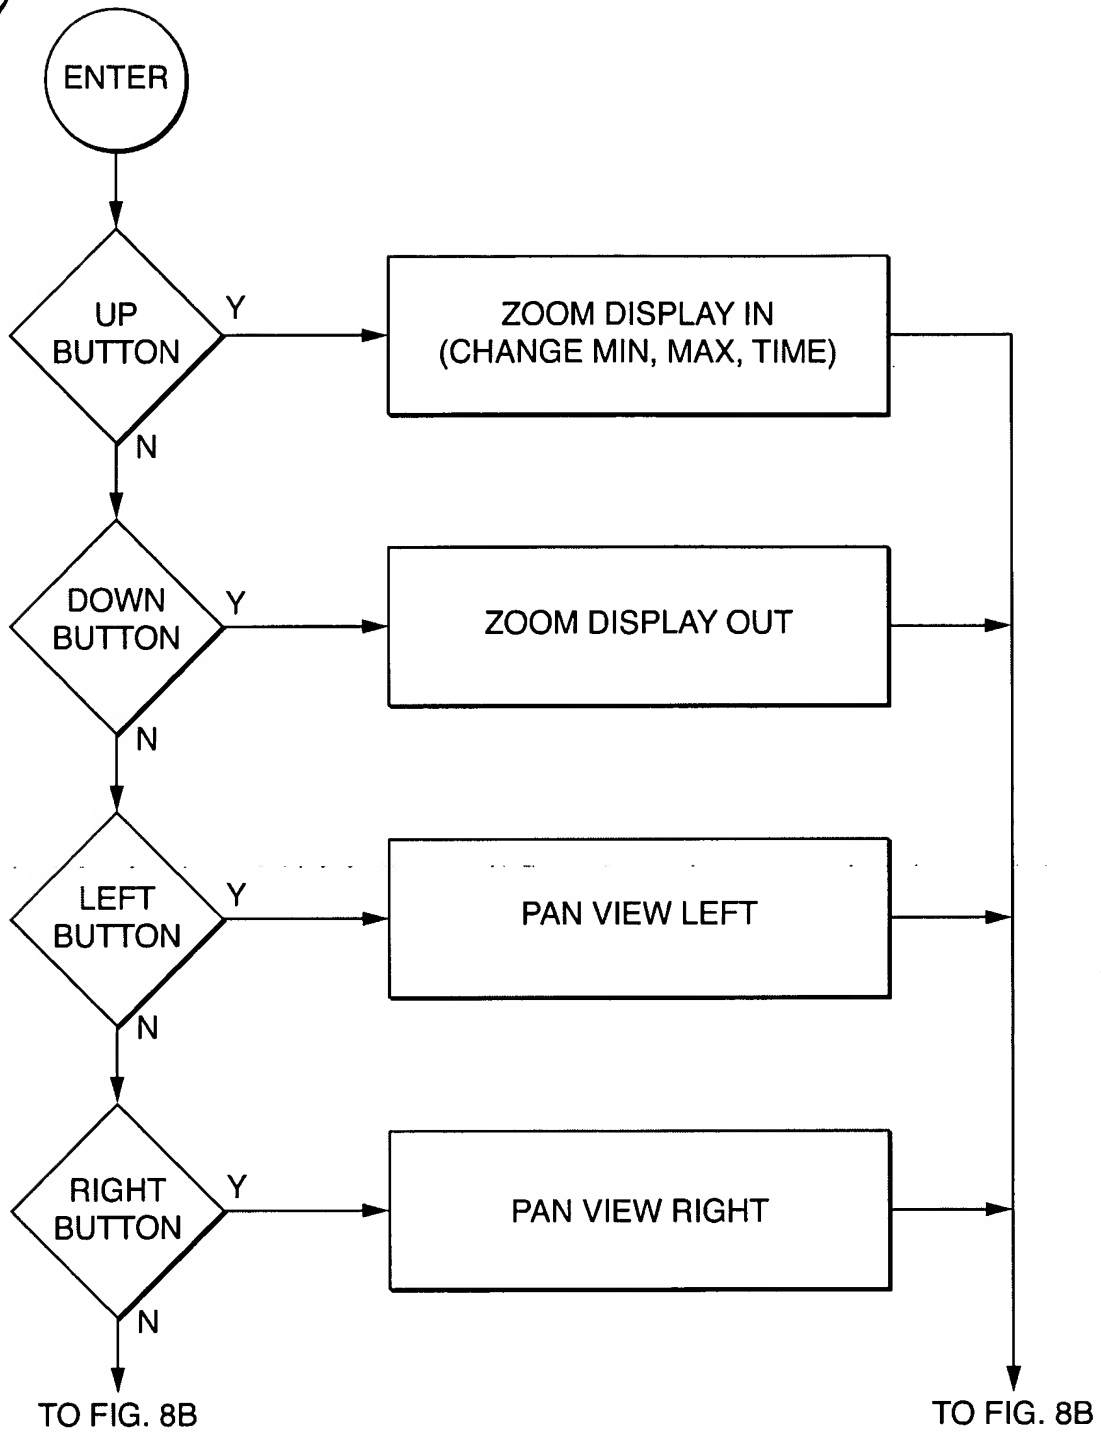 ENTER
UP
BUTTON
Y
ZOOM DISPLAY IN
(CHANGE MIN, MAX, TIME)
N
DOWN
BUTTON
Y
ZOOM DISPLAY OUT
N
LEFT
BUTTON
Y
PAN VIEW LEFT
N
RIGHT
BUTTON
Y
PAN VIEW RIGHT
N
TO FIG. 8B
TO FIG. 8B